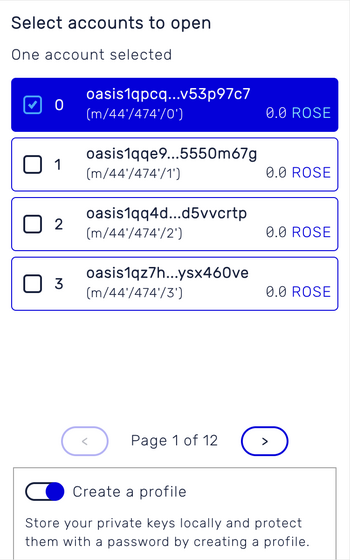 Select accounts to open
One account selected
0
oasis1qpcq...v53p97c7
(m/44'/474'/0')
0.0 ROSE
1
oasis1qqe9...5550m67g
(m/44'/474'/1')
0.0 ROSE
2
oasis1qq4d...d5vvcrtp
(m/44'/474'/2')
0.0 ROSE
3
oasis1qz7h...ysx460ve
(m/44'/474'/3')
0.0 ROSE
< Page 1 of 12 >
Create a profile
Store your private keys locally and protect
them with a password by creating a profile.